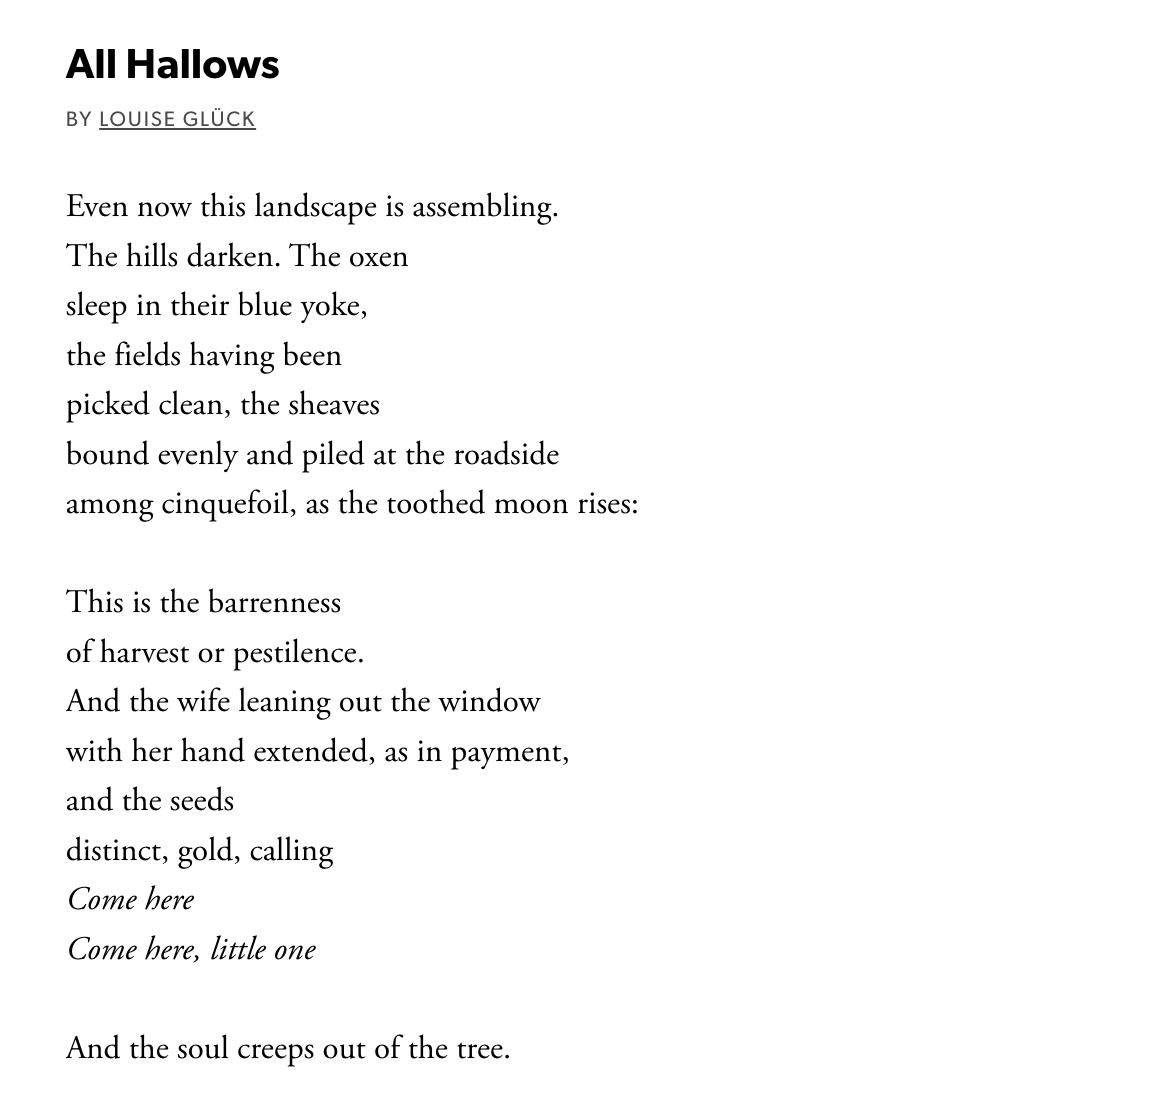 All Hallows
BY LOUISE GLÜCK
Even now this landscape is assembling.
The hills darken. The oxen
sleep in their blue yoke,
the fields having been
picked clean, the sheaves
bound evenly and piled at the roadside
among cinquefoil, as the toothed moon rises:
This is the barrenness
of harvest or pestilence.
And the wife leaning out the window
with her hand extended, as in payment,
and the seeds
distinct, gold, calling
Come here
Come here, little one
And the soul creeps out of the tree.